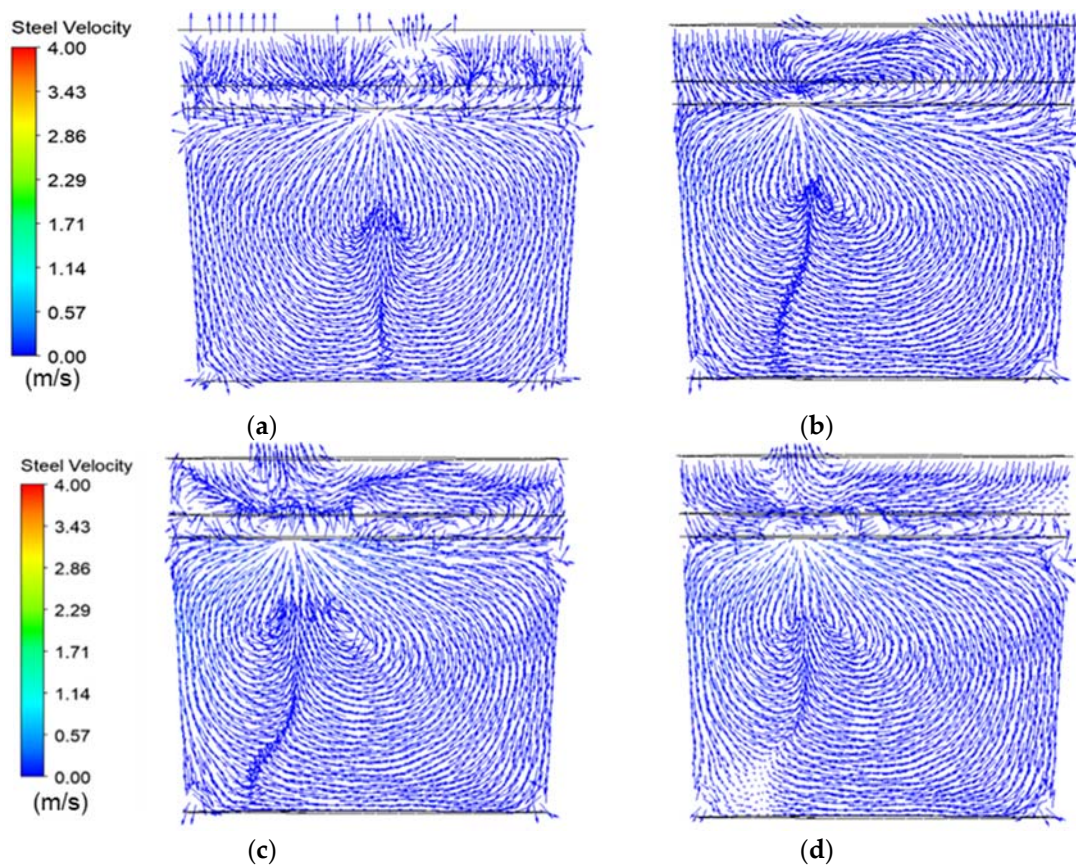 Steel Velocity
4.00
3.43
2.86
2.29
1.71
1.14
0.57
0.00
(m/s)
(a)
(b)
Steel Velocity
4.00
3.43
2.86
2.29
1.71
1.14
0.57
0.00
(m/s)
(c)
(d)